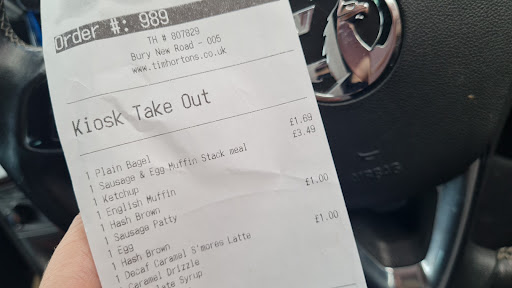 Order #: 989
TH # 807829
Bury New Road - 005
www.timhortons.co.uk
Kiosk Take Out
1 Plain Bagel £1.69
1 Sausage & Egg Muffin Stack meal £3.49
1 Ketchup
1 English Muffin
1 Hash Brown £1.00
1 Sausage Patty
1 Egg
1 Hash Brown £1.00
1 Decaf Caramel S'mores Latte
Caramel Drizzle
Syrup
AIRBAG